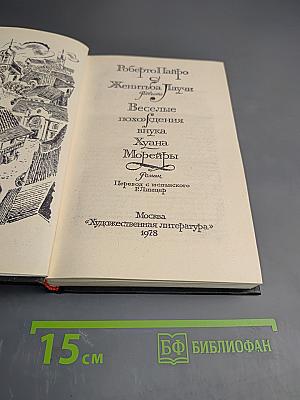 Роберто Пайро
Женитьба Лаучи
Повесть
Веселые
похождения
внука
Хуана
Морейры
Роман
Перевод с испанского
Р. Линцер
Москва
«Художественная литература»
1978
15 см
БФ БИБЛИОФАН